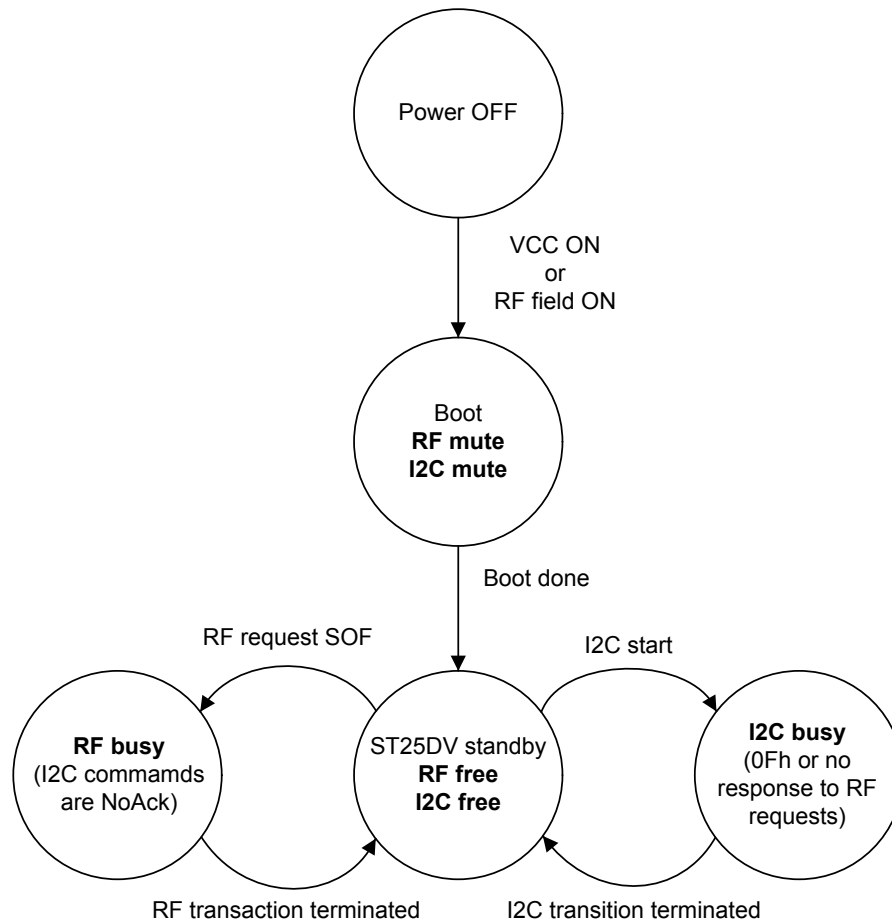 Power OFF
VCC ON
or
RF field ON
Boot
RF mute
I2C mute
Boot done
RF request SOF
I2C start
RF busy
(I2C commamds
are NoAck)
ST25DV standby
RF free
I2C free
I2C busy
(0Fh or no
response to RF
requests)
RF transaction terminated
I2C transition terminated